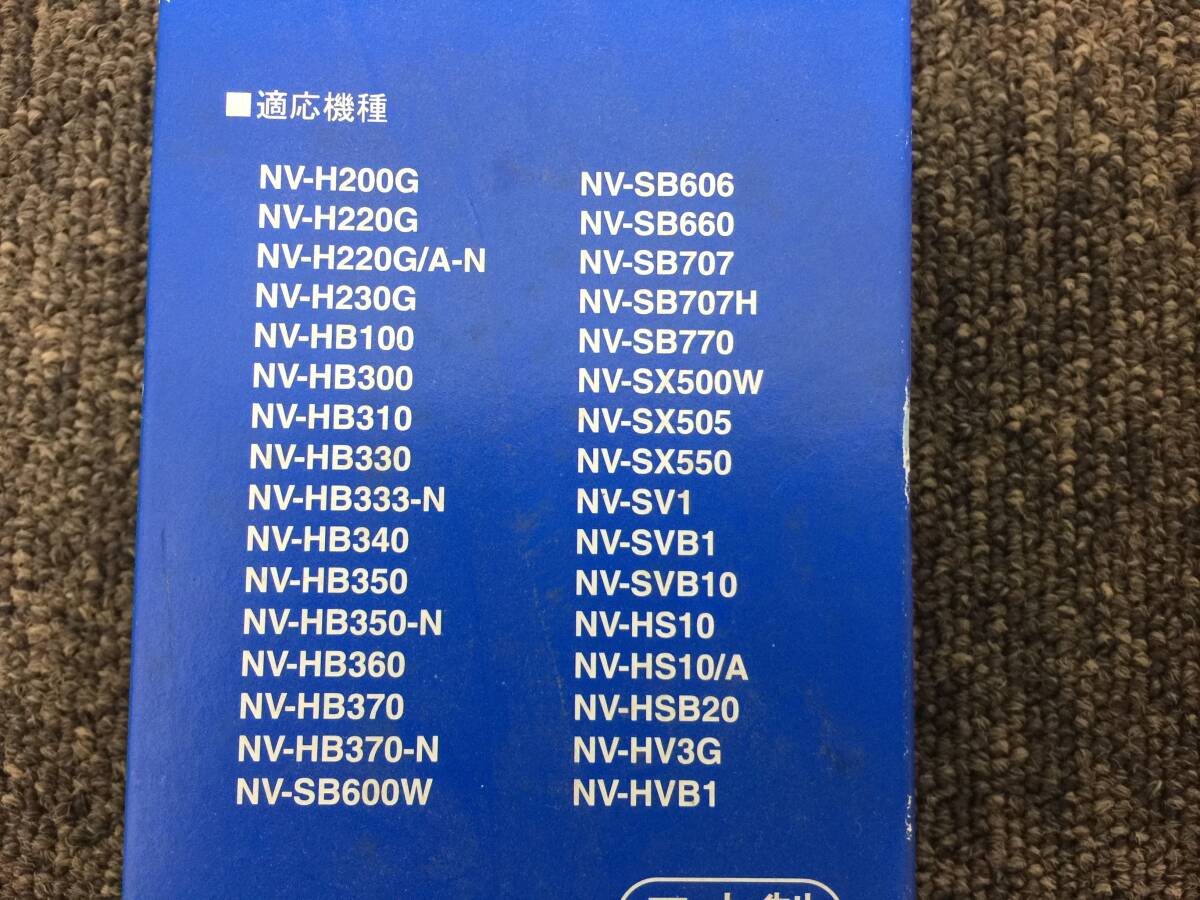 ■適応機種
NV-H200G
NV-H220G
NV-H220G/A-N
NV-H230G
NV-HB100
NV-HB300
NV-HB310
NV-HB330
NV-HB333-N
NV-HB340
NV-HB350
NV-HB350-N
NV-HB360
NV-HB370
NV-HB370-N
NV-SB600W
NV-SB606
NV-SB660
NV-SB707
NV-SB707H
NV-SB770
NV-SX500W
NV-SX505
NV-SX550
NV-SV1
NV-SVB1
NV-SVB10
NV-HS10
NV-HS10/A
NV-HSB20
NV-HV3G
NV-HVB1